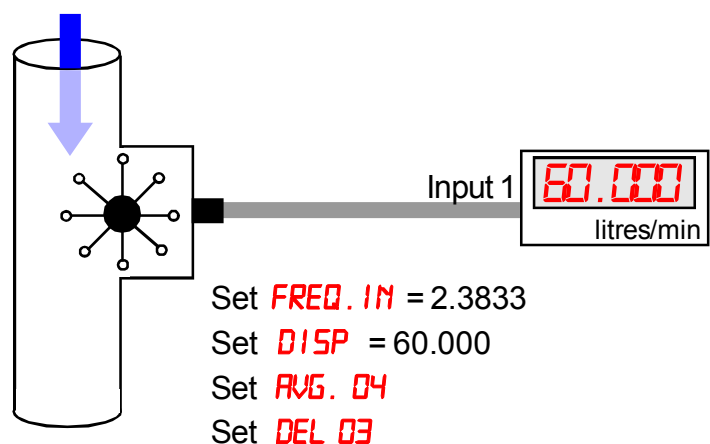 Input 1
60.000
litres/min
Set FREQ.IN = 2.3833
Set DISP = 60.000
Set AVG. 04
Set DEL 03